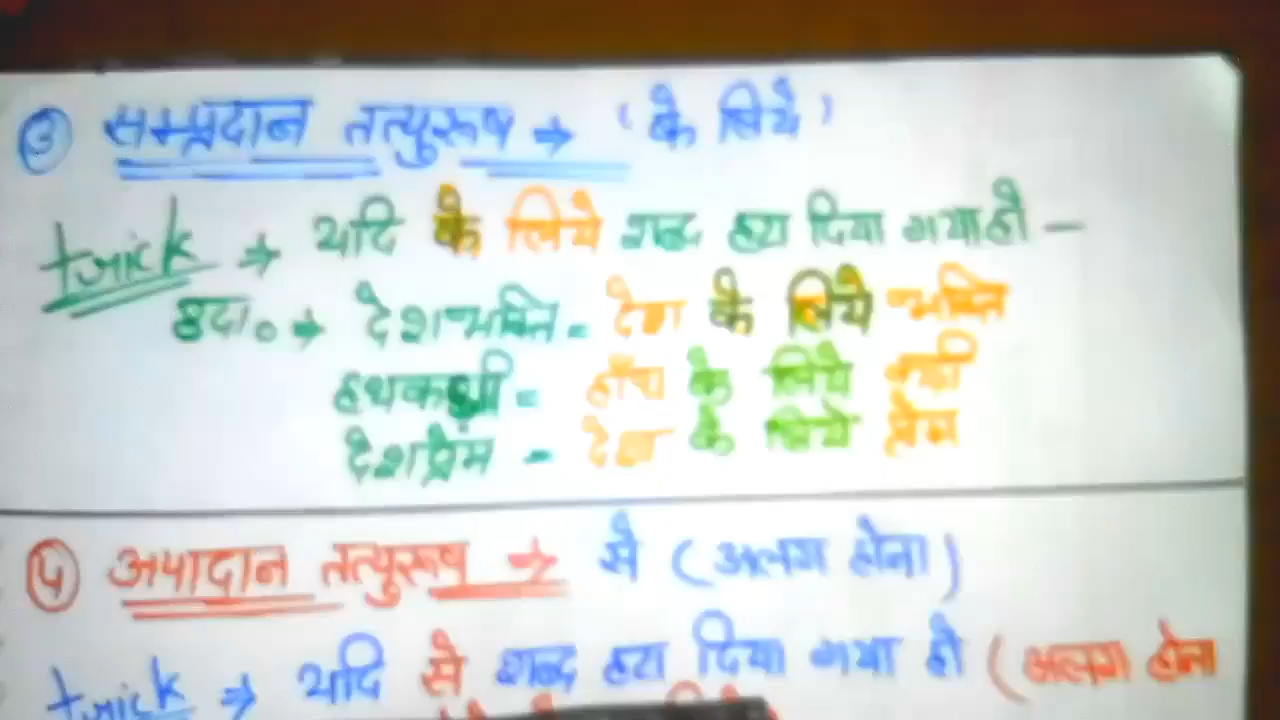 ③ सम्प्रदान तत्पुरूष → 'के लिये'
trick → यदि के लिये शब्द हटा दिया गया हो —
उदा० → देशभक्ति = देश के लिये भक्ति
हथकड़ी = हाँथ के लिये कड़ी
देशप्रेम - देश के लिये प्रेम
अपादान तत्पुरूष → से (अलग होना)
trick → यदि से शब्द हटा दिया गया हो (अलग होना